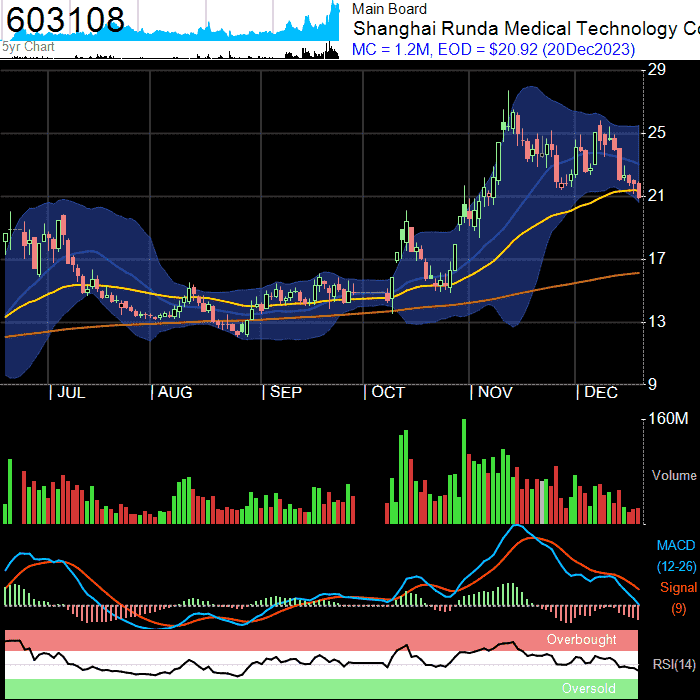 603108
5yr Chart
Main Board
Shanghai Runda Medical Technology Co
MC = 1.2M, EOD = $20.92 (20Dec2023)
29
25
21
17
13
9
JUL AUG SEP OCT NOV DEC
160M
Volume
MACD
(12-26)
Signal
(9)
Overbought
RSI(14)
Oversold